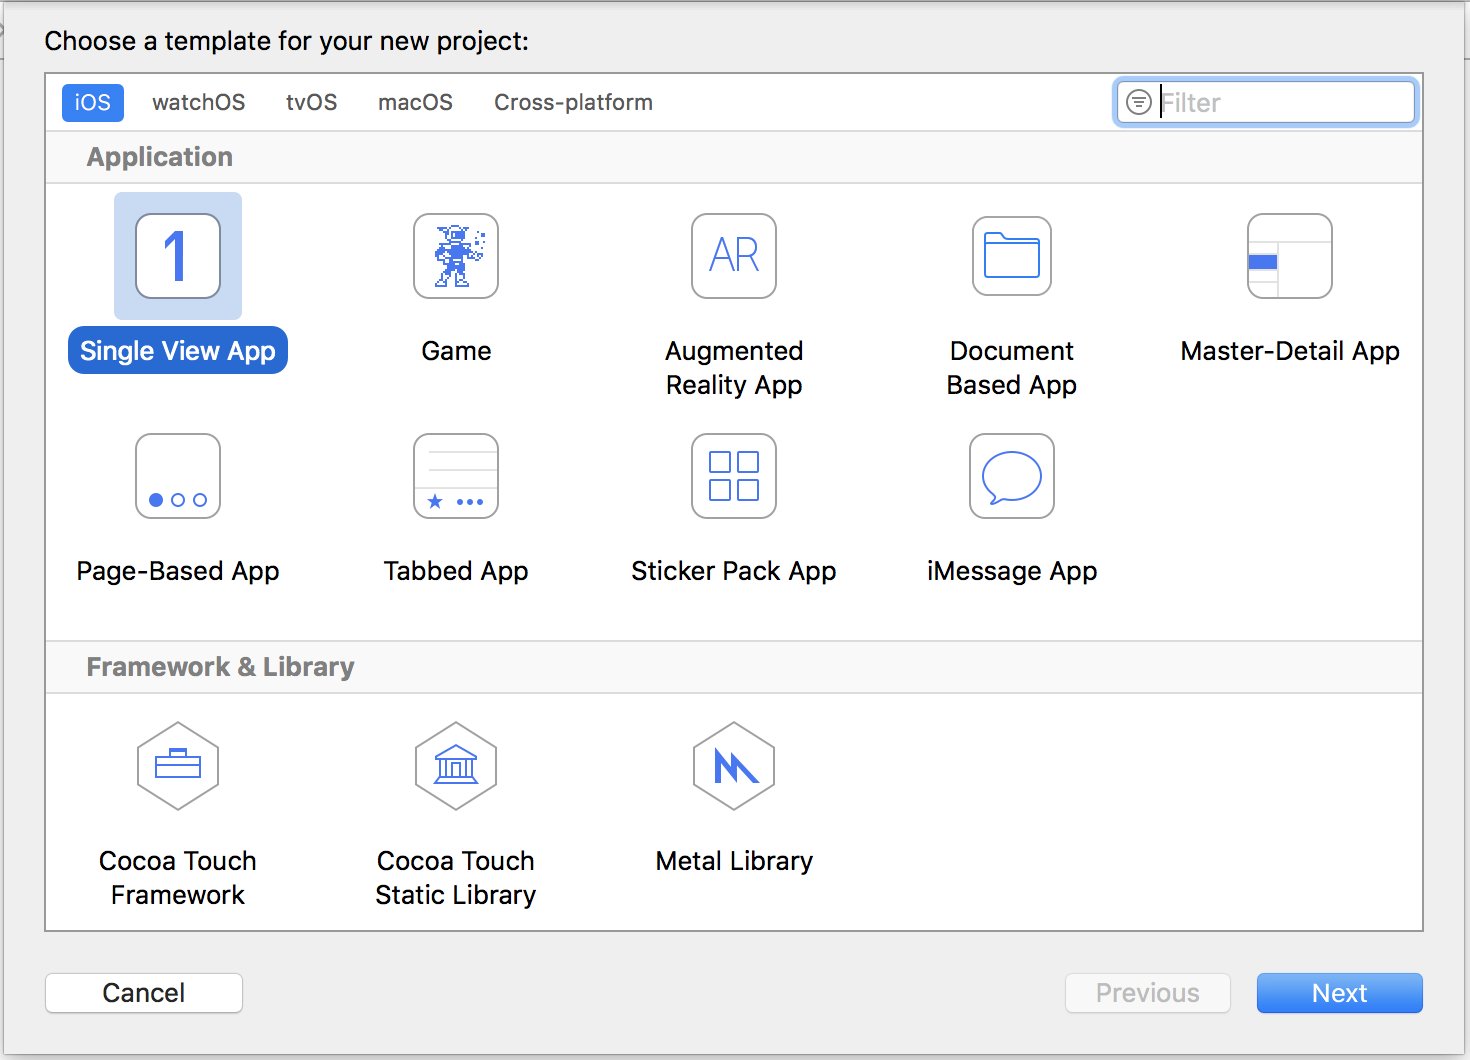 Choose a template for your new project:
iOS watchOS tvOS macOS Cross-platform Filter
Application
1 AR
Single View App Game Augmented Document Master-Detail App
Reality App Based App
Page-Based App Tabbed App Sticker Pack App iMessage App
Framework & Library
Cocoa Touch Cocoa Touch Metal Library
Framework Static Library
Cancel Previous Next